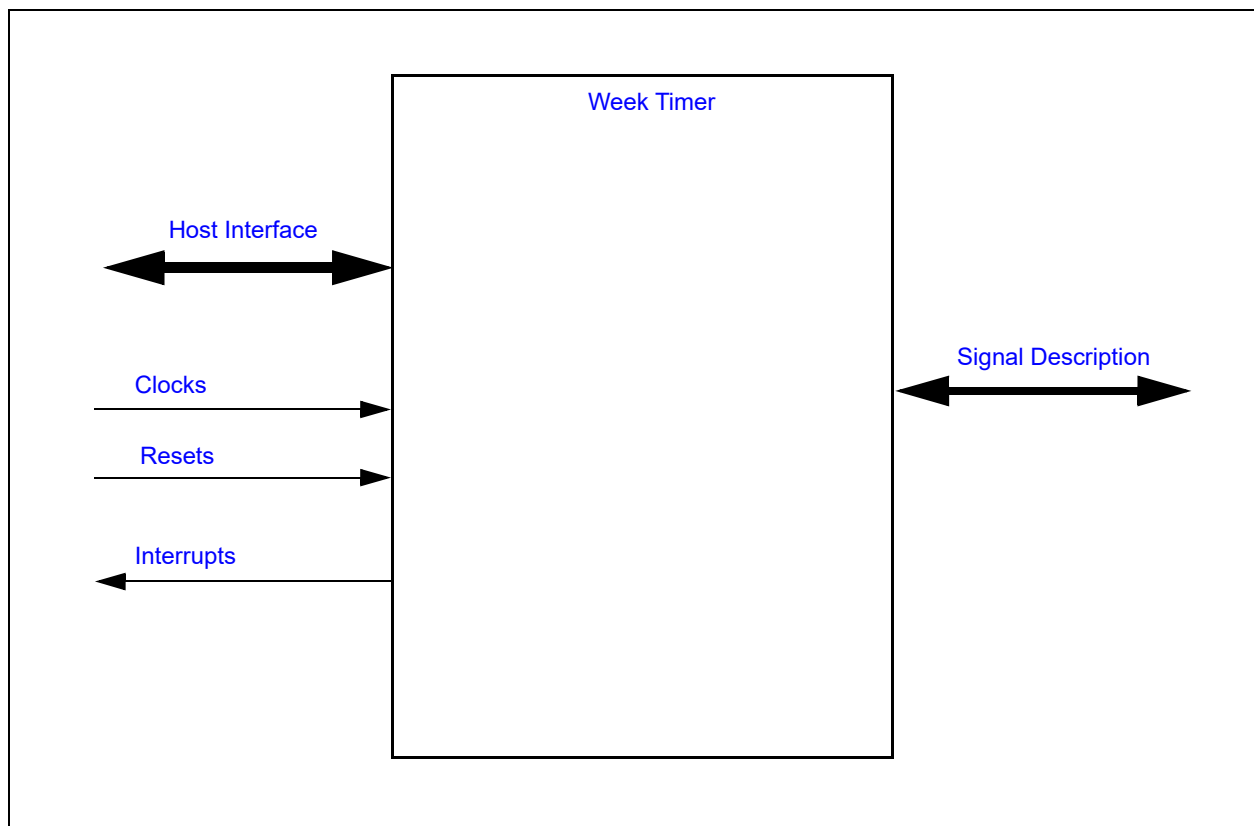 Week Timer
Host Interface
Signal Description
Clocks
Resets
Interrupts